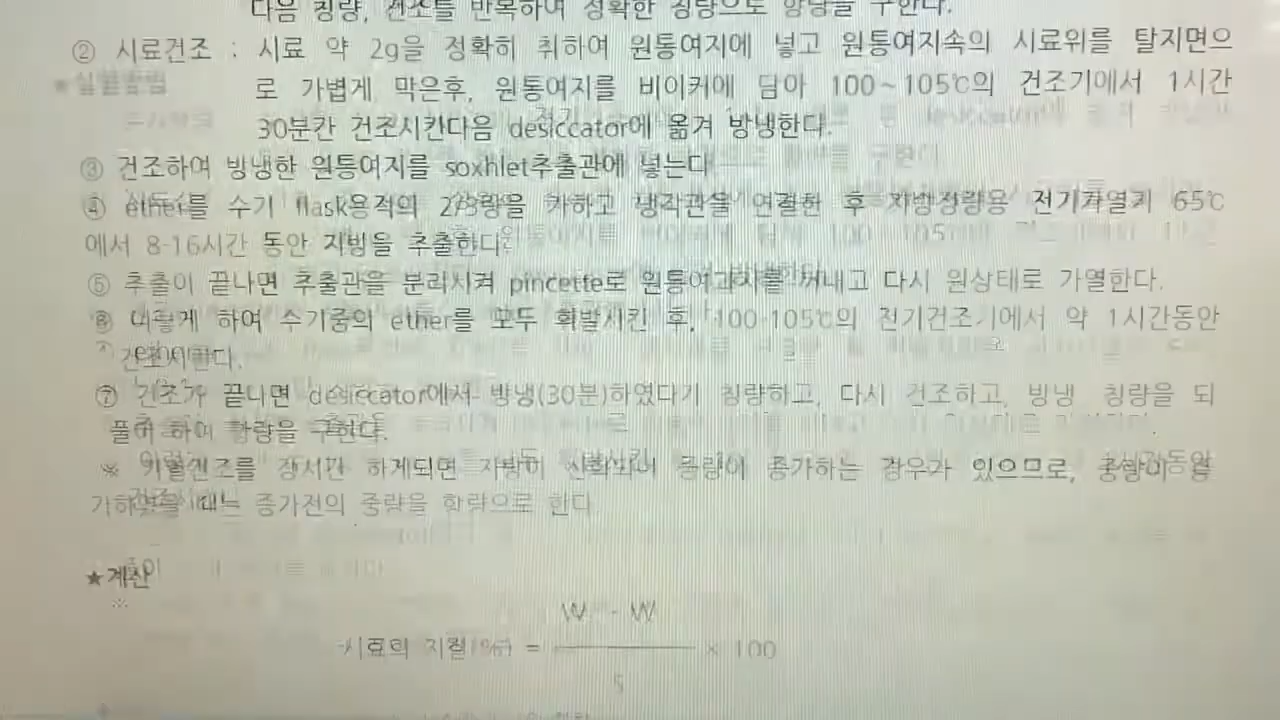 다음 칭량, 건조를 반복하여 정확한 칭량으로 항량을 구한다.
② 시료건조 : 시료 약 2g을 정확히 취하여 원통여지에 넣고 원통여지속의 시료위를 탈지면으
로 가볍게 막은후, 원통여지를 비이커에 담아 100~105℃의 건조기에서 1시간
30분간 건조시킨다음 desiccator에 옮겨 방냉한다.
③ 건조하여 방냉한 원통여지를 soxhlet추출관에 넣는다.
④ ether를 수기 flask용적의 2/3량을 가하고 냉각관을 연결한 후 지방정량용 전기가열기 65℃
에서 8-16시간 동안 지방을 추출한다.
⑤ 추출이 끝나면 추출관을 분리시켜 pincette로 원통여과지를 꺼내고 다시 원상태로 가열한다.
⑥ 이렇게 하여 수기중의 ether를 모두 휘발시킨 후, 100-105℃의 전기건조기에서 약 1시간동안
건조시킨다.
⑦ 건조가 끝나면 desiccator에서 방냉(30분)하였다가 칭량하고, 다시 건조하고, 방냉 칭량을 되
풀이 하여 항량을 구한다.
※ 가열건조를 장시간 하게되면 지방이 산화되어 중량이 증가하는 경우가 있으므로, 중량이
때는 증가전의 중량을 항량으로 한다
★계산
W - W
시료의 = × 100
S